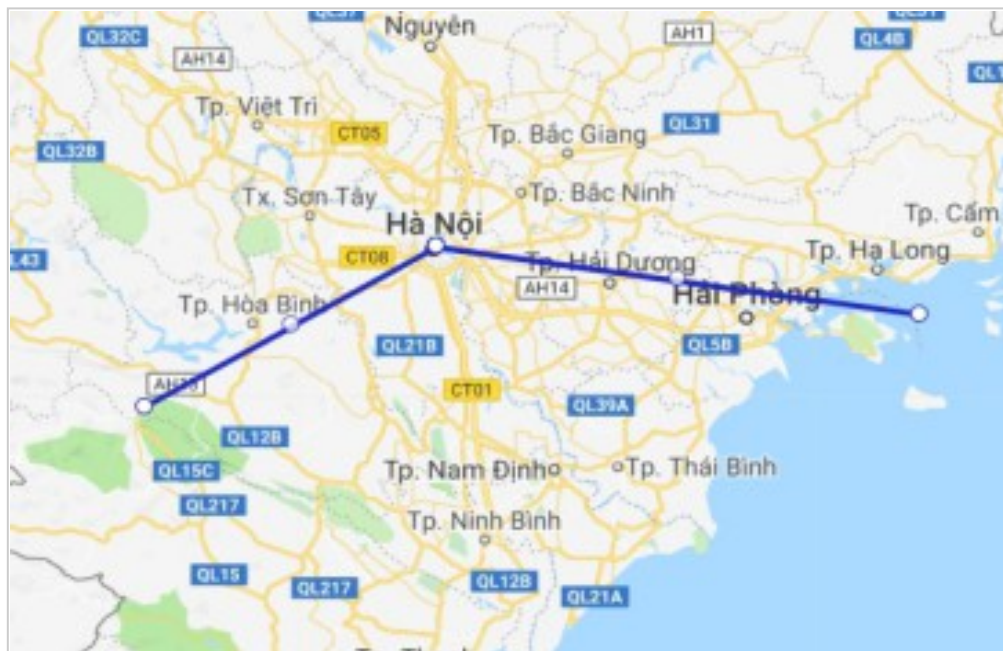 QL37
QL31
Nguyên
QL32C
AH1
QL4B
AH14
Tp. Việt Trì
CT05
QL31
Tp. Bắc Giang
QL32B
Tx. Sơn Tây
Tp. Bắc Ninh
Tp. Cẩm
Hà Nội
CT08
Tp. Hải Dương
Tp. Hạ Long
AH14
Tp. Hòa Bình
Hải Phòng
QL21B
QL5B
CT01
QL39A
QL12B
QL15C
Tp. Nam Định
Tp. Thái Bình
QL217
Tp. Ninh Bình
QL15
QL217
QL12B
QL21A